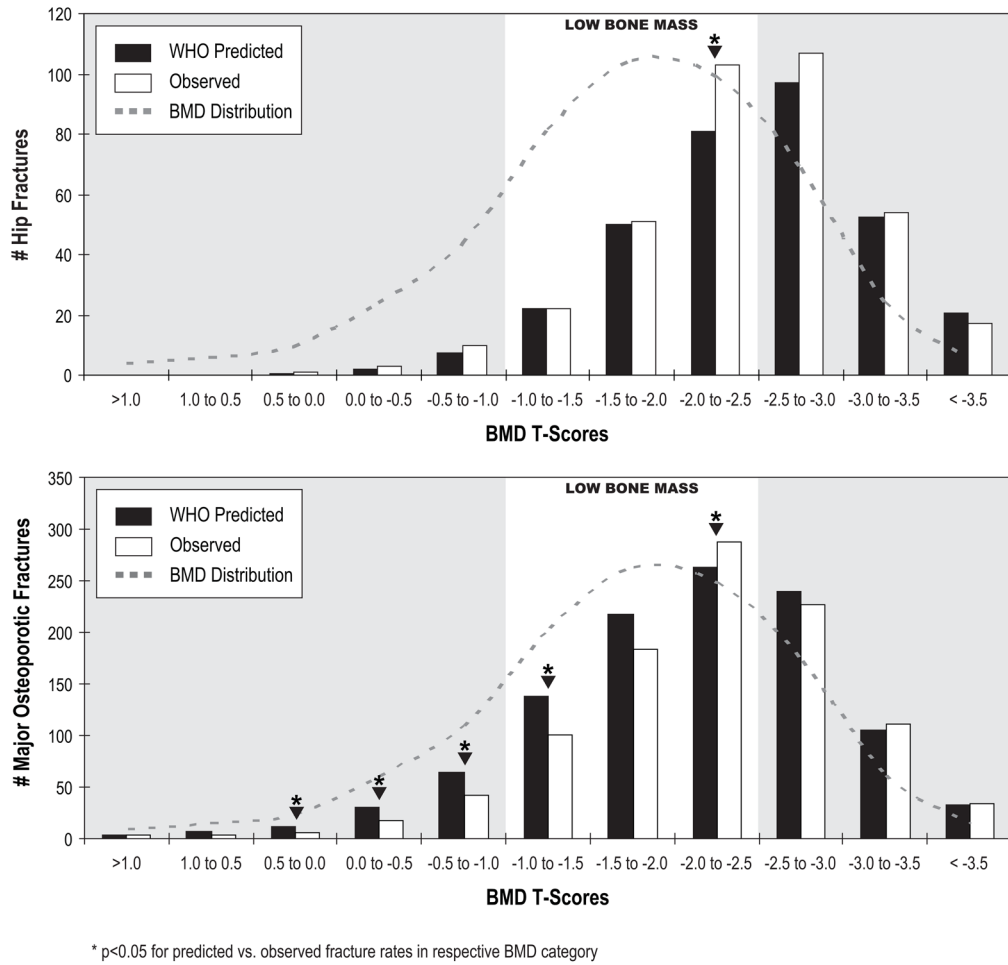 120
100
80
60
40
20
0
# Hip Fractures
WHO Predicted
Observed
BMD Distribution
LOW BONE MASS
*
>1.0 1.0 to 0.5 0.5 to 0.0 0.0 to -0.5 -0.5 to -1.0 -1.0 to -1.5 -1.5 to -2.0 -2.0 to -2.5 -2.5 to -3.0 -3.0 to -3.5 < -3.5
BMD T-Scores
350
300
250
200
150
100
50
0
# Major Osteoporotic Fractures
WHO Predicted
Observed
BMD Distribution
LOW BONE MASS
*
*
*
*
*
>1.0 1.0 to 0.5 0.5 to 0.0 0.0 to -0.5 -0.5 to -1.0 -1.0 to -1.5 -1.5 to -2.0 -2.0 to -2.5 -2.5 to -3.0 -3.0 to -3.5 < -3.5
BMD T-Scores
* p<0.05 for predicted vs. observed fracture rates in respective BMD category